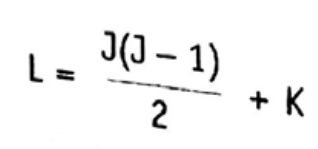 L = J(J - 1) / 2 + K